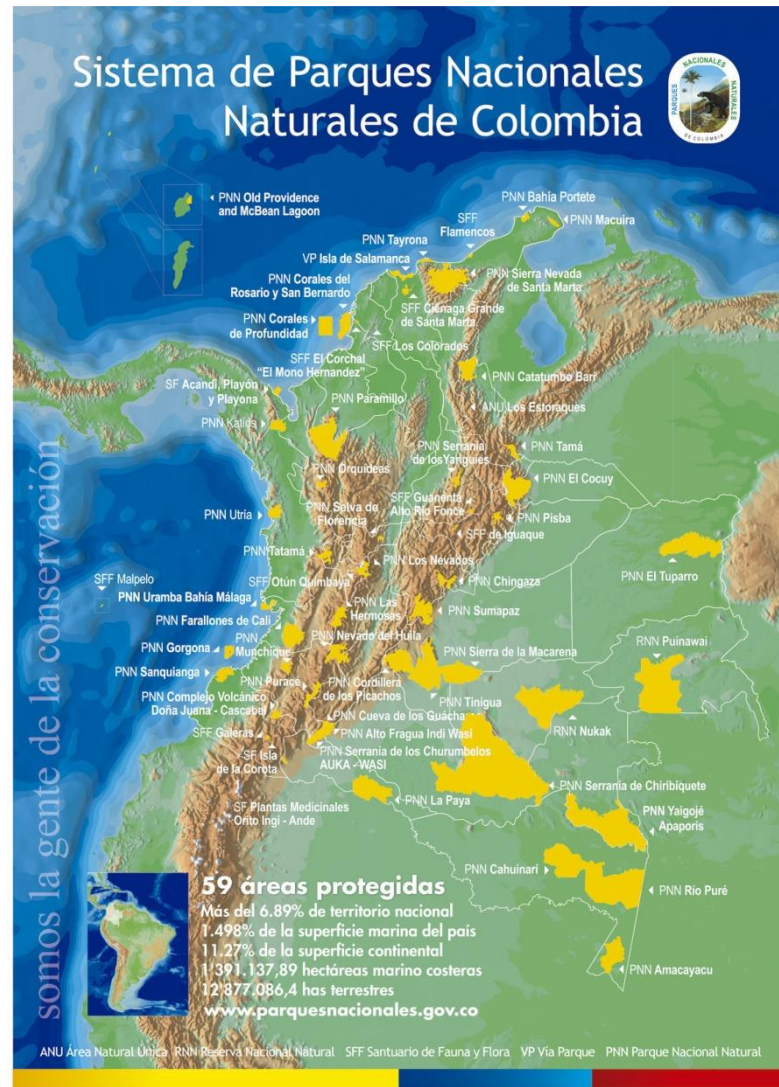 Sistema de Parques Nacionales
Naturales de Colombia
PARQUES
NACIONALES
NATURALES
DE COLOMBIA
PNN Old Providence
and McBean Lagoon
PNN Bahía Portete
PNN Macuira
SFF
Flamencos
PNN Tayrona
VP Isla de Salamanca
PNN Sierra Nevada
de Santa Marta
PNN Corales del
Rosario y San Bernardo
SFF Ciénaga Grande
de Santa Marta
PNN Corales
de Profundidad
SFF Los Colorados
SFF El Corchal
"El Mono Hernandez"
SF Acandí, Playón
y Playona
PNN Catatumbo Barí
PNN Paramillo
ANU Los Estoraques
PNN Katíos
PNN Serranía
de los Yariguíes
PNN Tamá
PNN Orquídeas
PNN El Cocuy
SFF Guanentá
Alto Río Fonce
PNN Selva de
Florencia
PNN Utría
PNN Pisba
SFF de Iguaque
PNN Tatamá
PNN Los Nevados
PNN El Tuparro
SFF Malpelo
SFF Otún Quimbaya
PNN Chingaza
PNN Uramba Bahía Málaga
PNN Las
Hermosas
PNN Sumapaz
PNN Farallones de Cali
PNN
Munchique
PNN Nevado del Huila
RNN Puinawai
PNN Gorgona
PNN Sierra de la Macarena
PNN Sanquianga
PNN Puracé
PNN Cordillera
de los Picachos
PNN Tinigua
PNN Complejo Volcánico
Doña Juana - Cascabel
PNN Cueva de los Guácharos
RNN Nukak
SFF Galeras
PNN Alto Fragua Indi Wasi
SF Isla
de la Corota
PNN Serranía de los Churumbelos
AUKA - WASI
PNN Serranía de Chiribiquete
PNN La Paya
SF Plantas Medicinales
Orito Ingi - Ande
PNN Yaigojé
Apaporis
PNN Cahuinarí
PNN Río Puré
PNN Amacayacu
somos la gente de la conservación
59 áreas protegidas
Más del 6.89% de territorio nacional
1.498% de la superficie marina del país
11.27% de la superficie continental
1'391.137,89 hectáreas marino costeras
12'877.086,4 has terrestres
www.parquesnacionales.gov.co
ANU Área Natural Única RNN Reserva Nacional Natural SFF Santuario de Fauna y Flora VP Vía Parque PNN Parque Nacional Natural